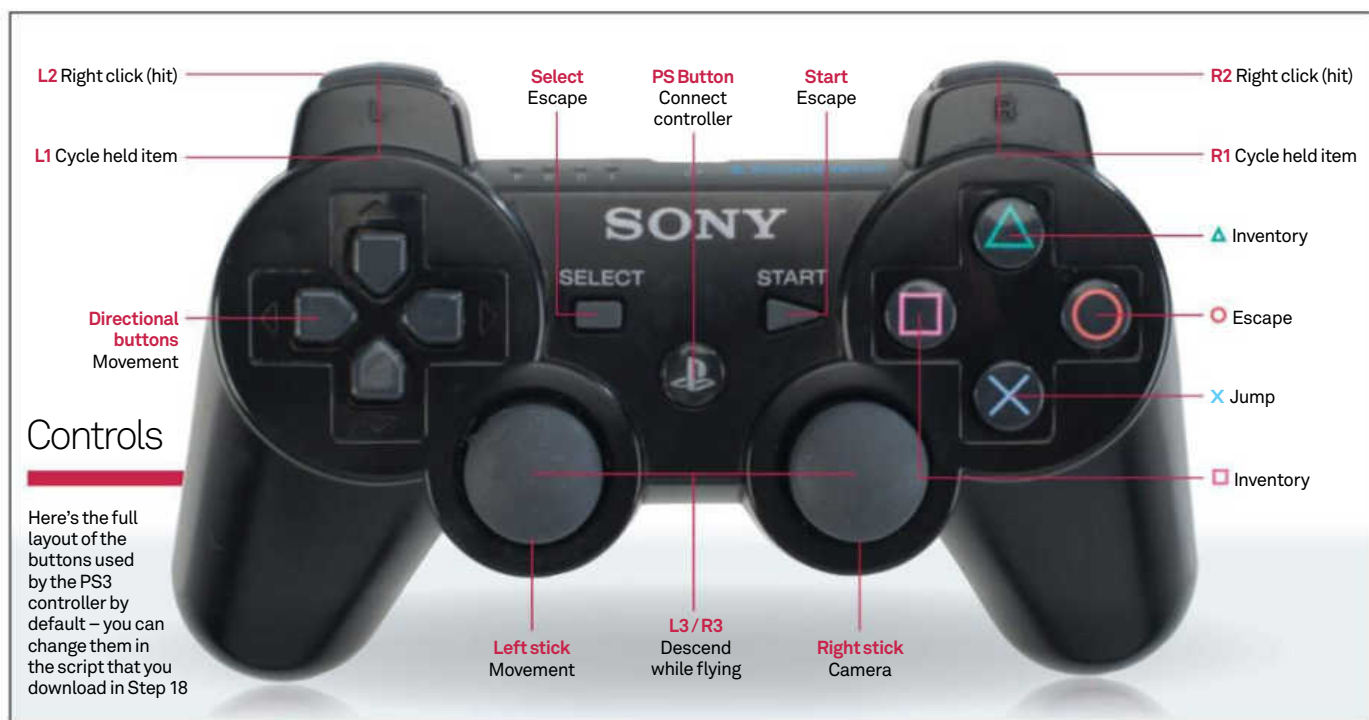 L2 Right click (hit)
Select
Escape
PS Button
Connect
controller
Start
Escape
R2 Right click (hit)
L1 Cycle held item
R1 Cycle held item
L
R
SONY
SELECT
START
△ Inventory
○ Escape
X Jump
□ Inventory
Directional
buttons
Movement
Controls
Here's the full
layout of the
buttons used
by the PS3
controller by
default – you can
change them in
the script that you
download in Step 18
Left stick
Movement
L3 / R3
Descend
while flying
Right stick
Camera